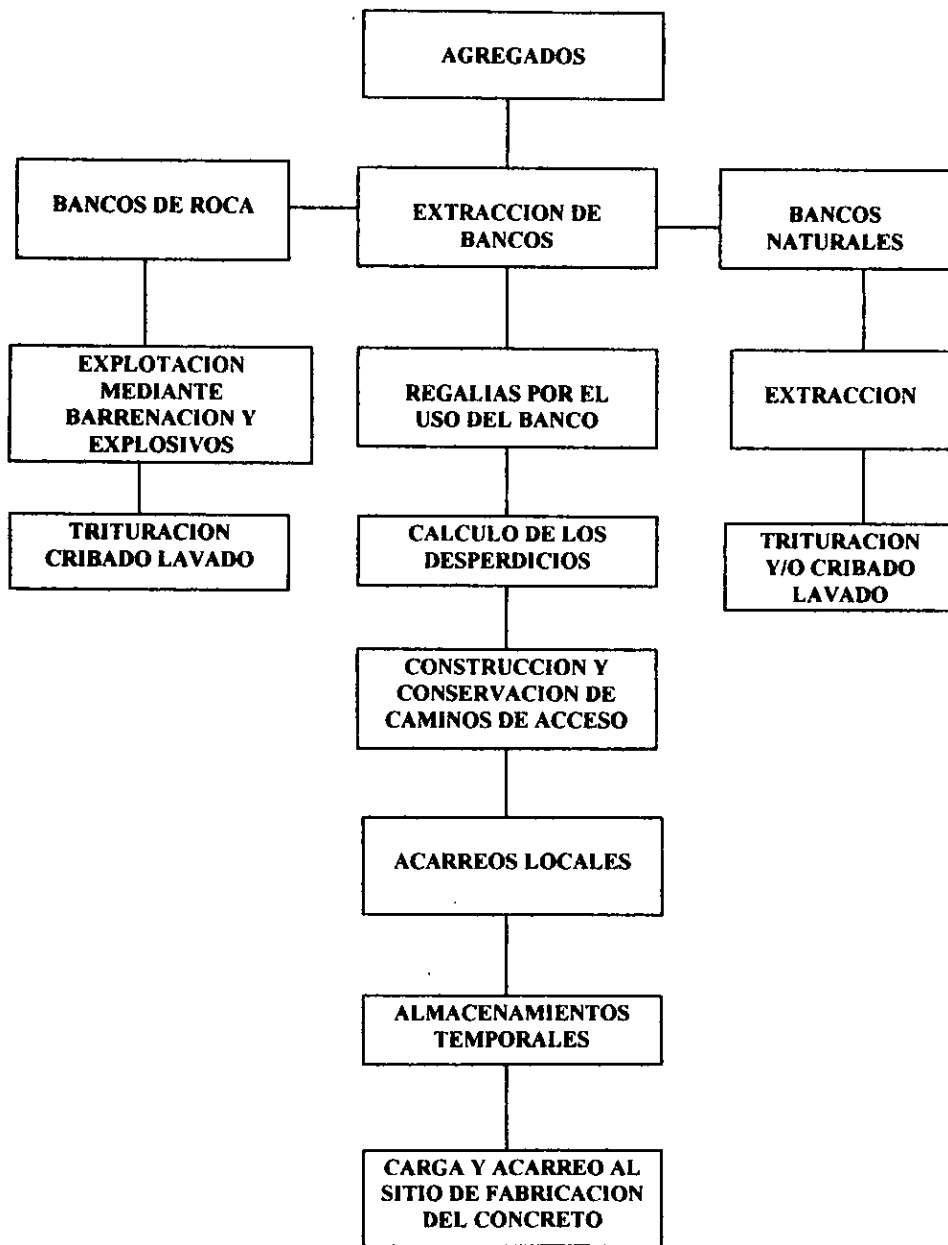 AGREGADOS
BANCOS DE ROCA
EXTRACCION DE
BANCOS
BANCOS
NATURALES
EXPLOTACION
MEDIANTE
BARRENACION Y
EXPLOSIVOS
REGALIAS POR EL
USO DEL BANCO
EXTRACCION
TRITURACION
CRIBADO LAVADO
CALCULO DE LOS
DESPERDICIOS
TRITURACION
Y/O CRIBADO
LAVADO
CONSTRUCCION Y
CONSERVACION DE
CAMINOS DE ACCESO
ACARREOS LOCALES
ALMACENAMIENTOS
TEMPORALES
CARGA Y ACARREO AL
SITIO DE FABRICACION
DEL CONCRETO